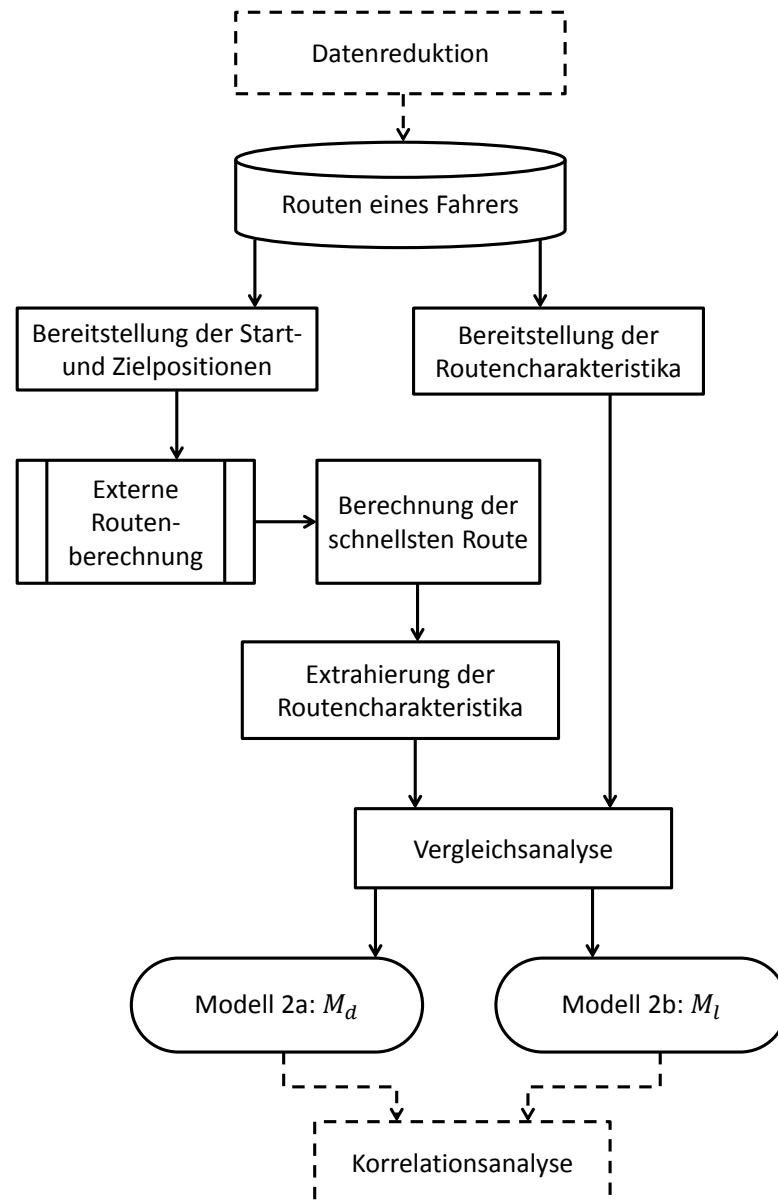 Datenreduktion
Routen eines Fahrers
Bereitstellung der Start-
und Zielpositionen
Bereitstellung der
Routencharakteristika
Externe
Routen-
berechnung
Berechnung der
schnellsten Route
Extrahierung der
Routencharakteristika
Vergleichsanalyse
Modell 2a: M_d
Modell 2b: M_l
Korrelationsanalyse